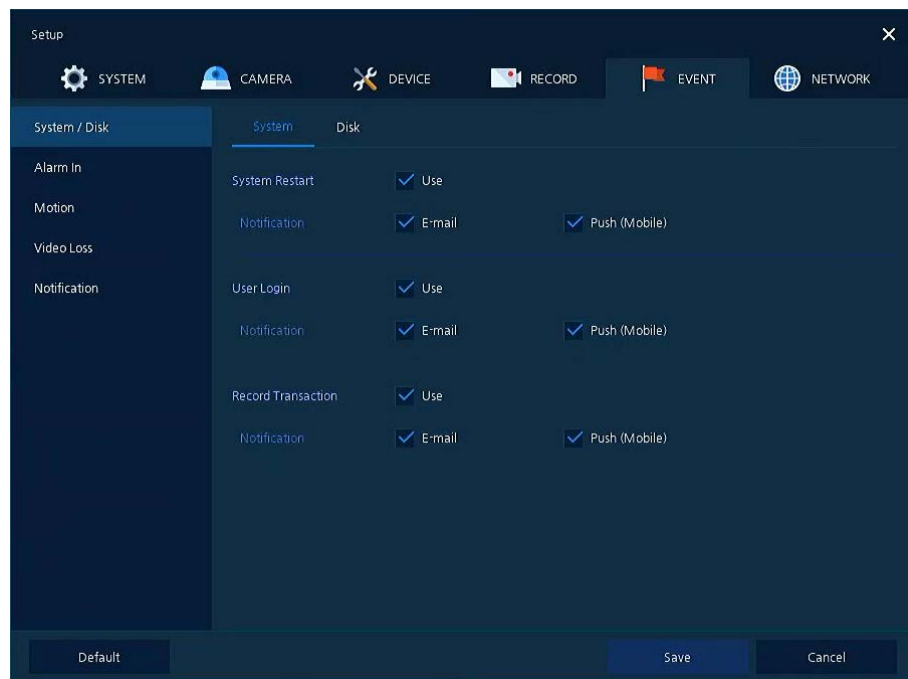 Setup
SYSTEM CAMERA DEVICE RECORD EVENT NETWORK
System / Disk
Alarm In
Motion
Video Loss
Notification
System Disk
System Restart Use
Notification E-mail Push (Mobile)
User Login Use
Notification E-mail Push (Mobile)
Record Transaction Use
Notification E-mail Push (Mobile)
Default Save Cancel